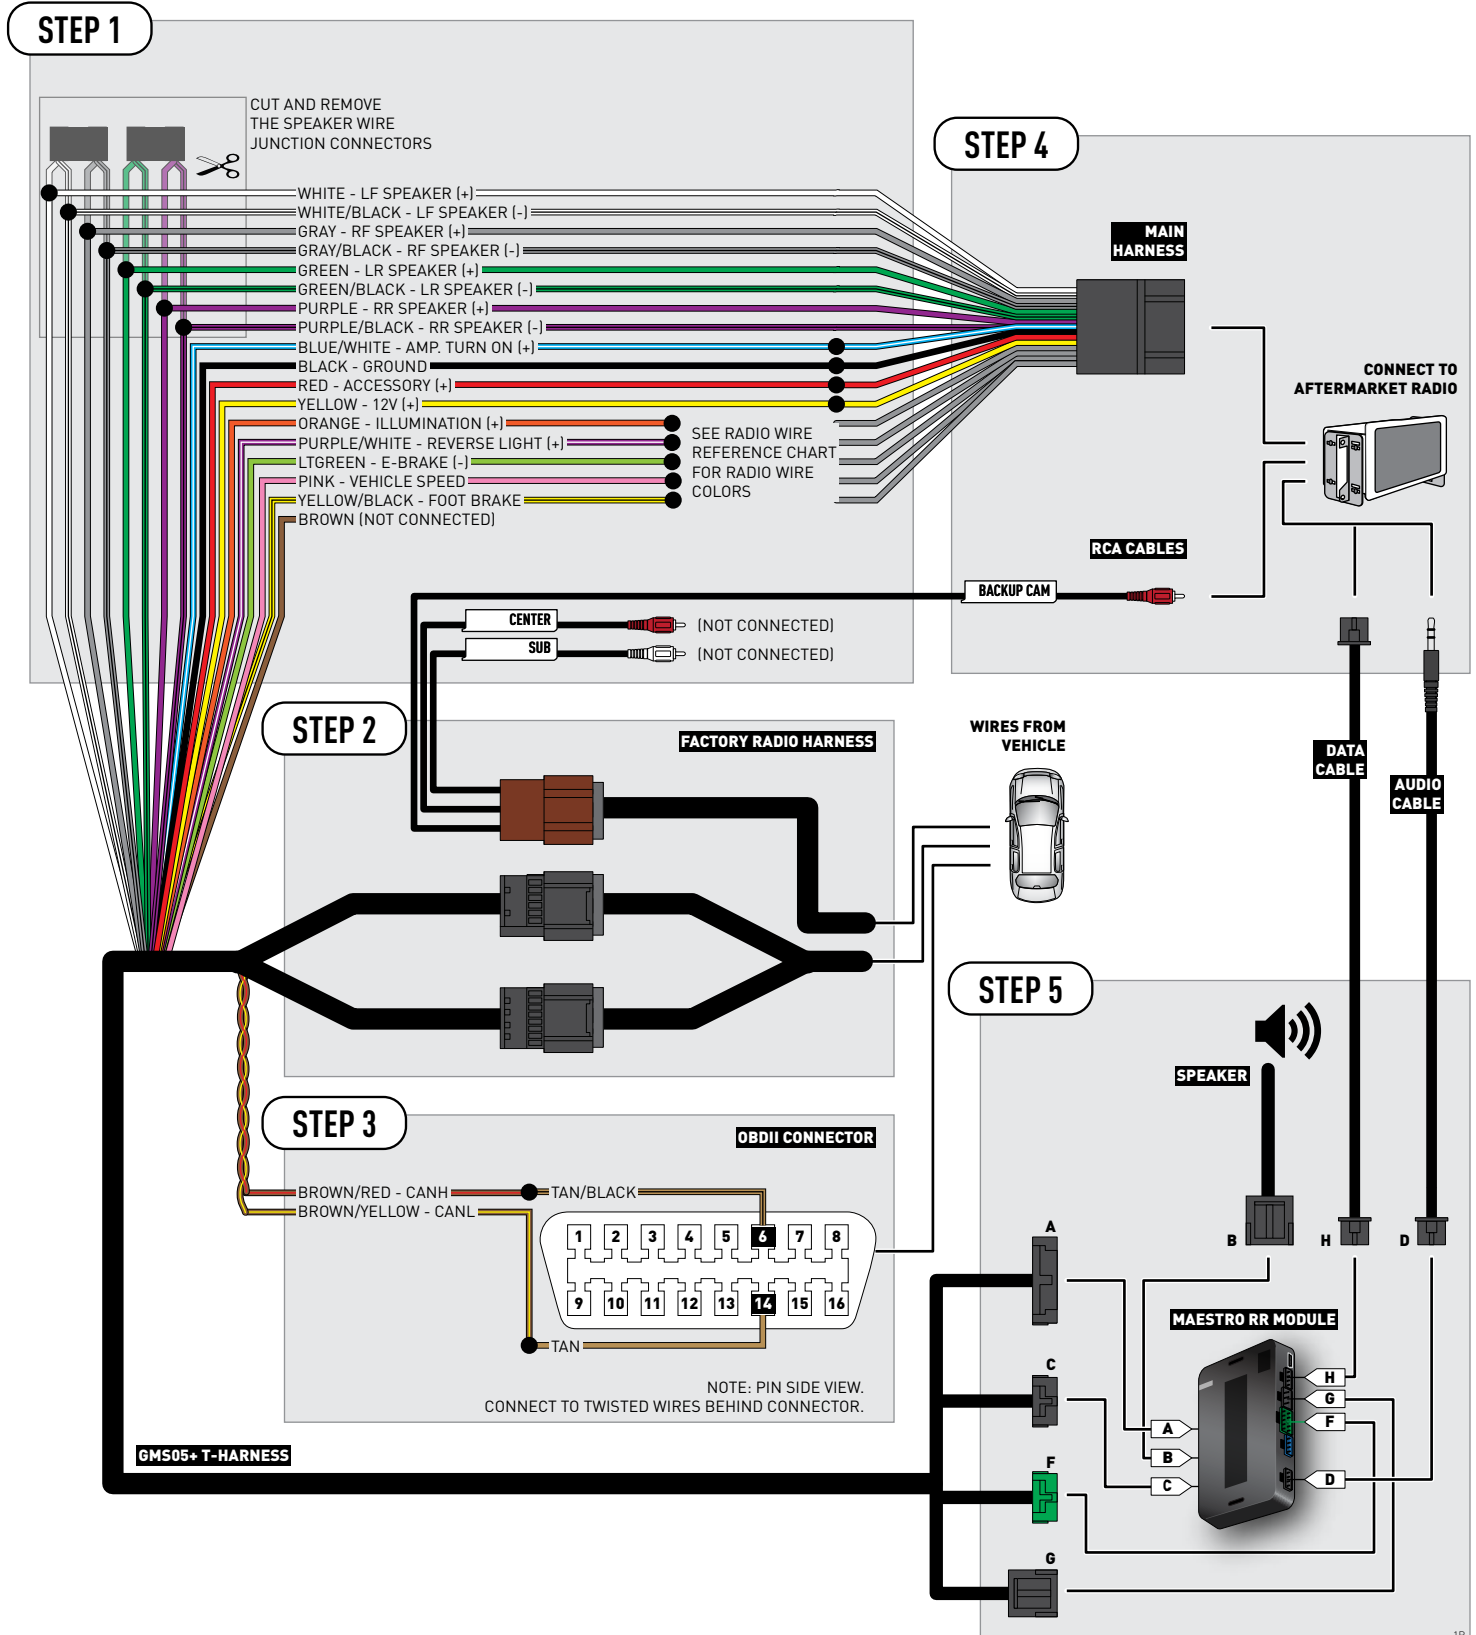 STEP 1
CUT AND REMOVE
THE SPEAKER WIRE
JUNCTION CONNECTORS
WHITE - LF SPEAKER (+)
WHITE/BLACK - LF SPEAKER (-)
GRAY - RF SPEAKER (+)
GRAY/BLACK - RF SPEAKER (-)
GREEN - LR SPEAKER (+)
GREEN/BLACK - LR SPEAKER (-)
PURPLE - RR SPEAKER (+)
PURPLE/BLACK - RR SPEAKER (-)
BLUE/WHITE - AMP. TURN ON (+)
BLACK - GROUND
RED - ACCESSORY (+)
YELLOW - 12V (+)
ORANGE - ILLUMINATION (+)
PURPLE/WHITE - REVERSE LIGHT (+)
LTGREEN - E-BRAKE (-)
PINK - VEHICLE SPEED
YELLOW/BLACK - FOOT BRAKE
BROWN (NOT CONNECTED)
SEE RADIO WIRE
REFERENCE CHART
FOR RADIO WIRE
COLORS
CENTER
(NOT CONNECTED)
SUB
(NOT CONNECTED)
STEP 4
MAIN
HARNESS
CONNECT TO
AFTERMARKET RADIO
RCA CABLES
BACKUP CAM
DATA
CABLE
AUDIO
CABLE
STEP 2
FACTORY RADIO HARNESS
WIRES FROM
VEHICLE
STEP 3
OBDII CONNECTOR
BROWN/RED - CANH
TAN/BLACK
BROWN/YELLOW - CANL
1 2 3 4 5 6 7 8
9 10 11 12 13 14 15 16
TAN
NOTE: PIN SIDE VIEW.
CONNECT TO TWISTED WIRES BEHIND CONNECTOR.
GMS05+ T-HARNESS
STEP 5
SPEAKER
A
B
H
D
MAESTRO RR MODULE
C
H
G
F
A
B
C
D
F
G